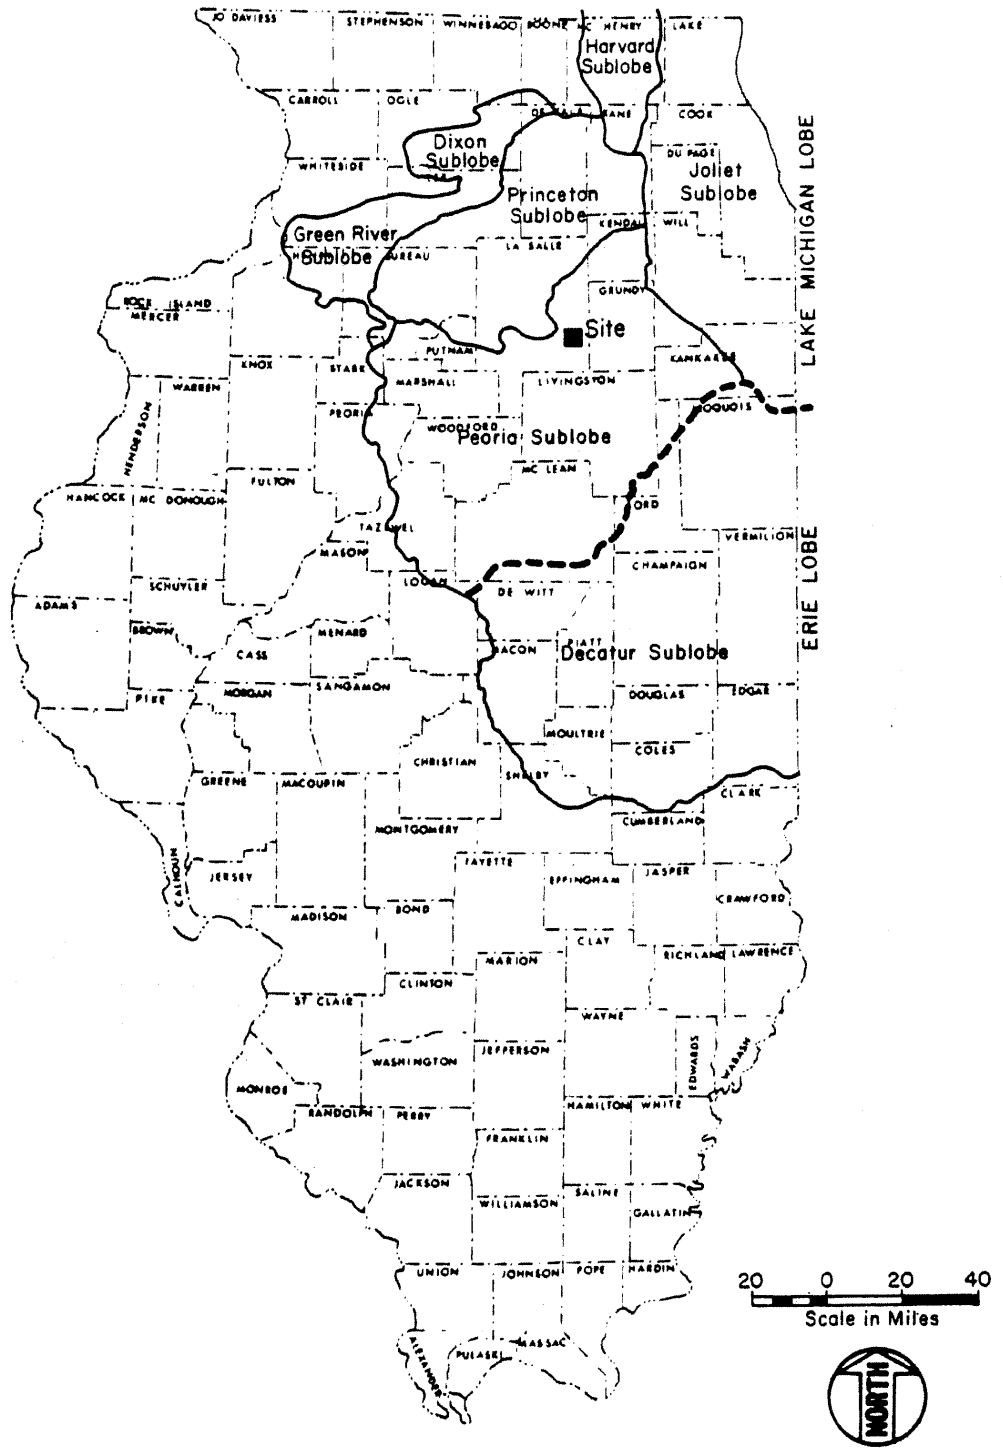 JO DAVIESS
STEPHENSON
WINNEBAGO
BOONE
MC HENRY
LAKE
Harvard
Sublobe
CARROLL
OGLE
DE KALB
KANE
COOK
Dixon
Sublobe
LEE
WHITESIDE
DU PAGE
Joliet
Sublobe
LAKE MICHIGAN LOBE
Princeton
Sublobe
KENDALL
WILL
Green River
Sublobe
BUREAU
LA SALLE
GRUNDY
ROCK ISLAND
MERCER
Site
PUTNAM
KANKAKEE
KNOX
STARK
MARSHALL
LIVINGSTON
WARREN
HENDERSON
PEORIA
WOODFORD
IROQUOIS
Peoria Sublobe
MC LEAN
FULTON
HANCOCK
MC DONOUGH
FORD
TAZEWELL
VERMILION
ERIE LOBE
MASON
CHAMPAIGN
LOGAN
DE WITT
SCHUYLER
ADAMS
BROWN
MENARD
CASS
MACON
PIATT
Decatur Sublobe
PIKE
MORGAN
SANGAMON
DOUGLAS
EDGAR
MOULTRIE
COLES
CHRISTIAN
SHELBY
GREENE
MACOUPIN
CLARK
CUMBERLAND
MONTGOMERY
CALHOUN
JERSEY
FAYETTE
EFFINGHAM
JASPER
CRAWFORD
MADISON
BOND
CLAY
RICHLAND
LAWRENCE
MARION
CLINTON
ST CLAIR
WAYNE
EDWARDS
WABASH
WASHINGTON
JEFFERSON
MONROE
RANDOLPH
PERRY
HAMILTON
WHITE
FRANKLIN
JACKSON
WILLIAMSON
SALINE
GALLATIN
UNION
JOHNSON
POPE
HARDIN
20 0 20 40
Scale in Miles
ALEXANDER
PULASKI
MASSAC
NORTH